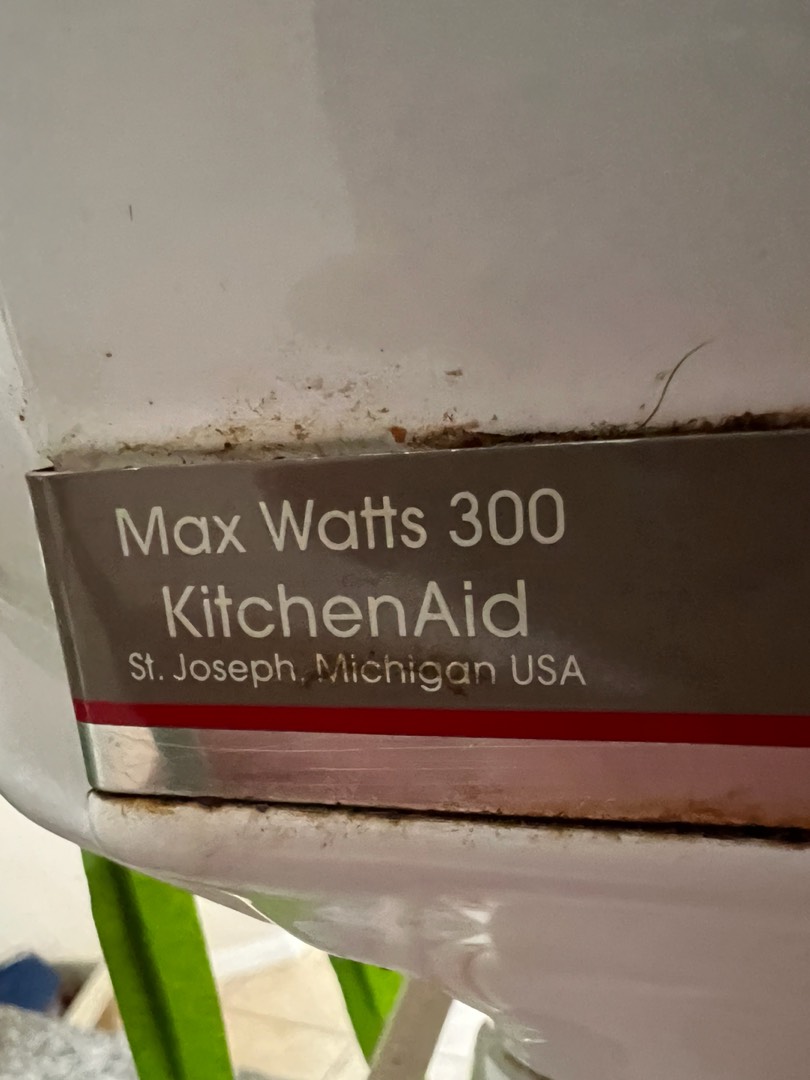 Max Watts 300
KitchenAid
St. Joseph, Michigan USA